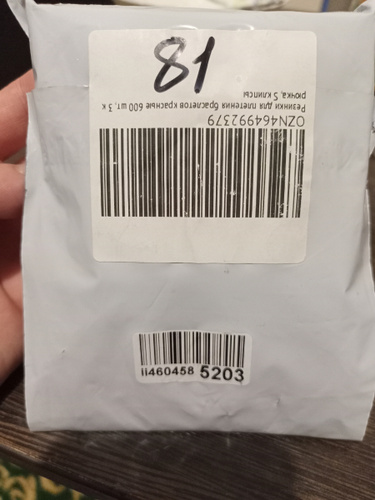 81
OZN464992379
Резинки для плетения браслетов красные 600 шт, 3 к
рючка, 5 клипсы
ii460458 5203